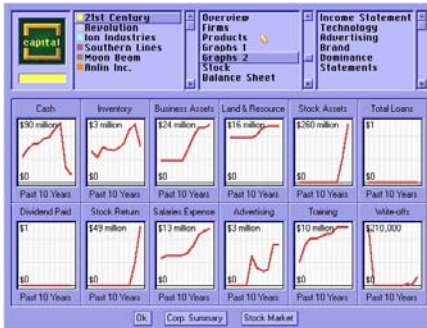 capital
21st Century
Revolution
Ion Industries
Southern Lines
Moon Beam
Anlin Inc.
Overview
Firms
Products
Graphs 1
Graphs 2
Stock
Balance Sheet
Income Statement
Technology
Advertising
Brand
Dominance
Statements
Cash Inventory Business Assets Land & Resource Stock Assets Total Loans
$90 million $3 million $24 million $16 million $260 million $1
$0 $0 $0 $0 $0 $0
Past 10 Years Past 10 Years Past 10 Years Past 10 Years Past 10 Years Past 10 Years
Dividend Paid Stock Return Salaries Expense Advertising Training Write-offs
$1 $49 million $13 million $3 million $10 million $210,000
$0 $0 $0 $0 $0 $0
Past 10 Years Past 10 Years Past 10 Years Past 10 Years Past 10 Years Past 10 Years
Ok Corp. Summary Stock Market